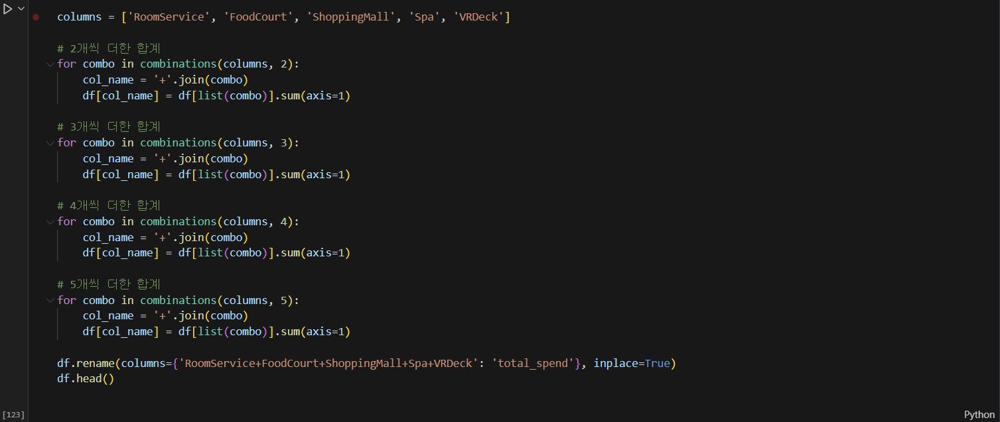 columns = ['RoomService', 'FoodCourt', 'ShoppingMall', 'Spa', 'VRDeck']
# 2개씩 더한 합계
for combo in combinations(columns, 2):
    col_name = '+'.join(combo)
    df[col_name] = df[list(combo)].sum(axis=1)
# 3개씩 더한 합계
for combo in combinations(columns, 3):
    col_name = '+'.join(combo)
    df[col_name] = df[list(combo)].sum(axis=1)
# 4개씩 더한 합계
for combo in combinations(columns, 4):
    col_name = '+'.join(combo)
    df[col_name] = df[list(combo)].sum(axis=1)
# 5개씩 더한 합계
for combo in combinations(columns, 5):
    col_name = '+'.join(combo)
    df[col_name] = df[list(combo)].sum(axis=1)
df.rename(columns={'RoomService+FoodCourt+ShoppingMall+Spa+VRDeck': 'total_spend'}, inplace=True)
df.head()
[123]
Python